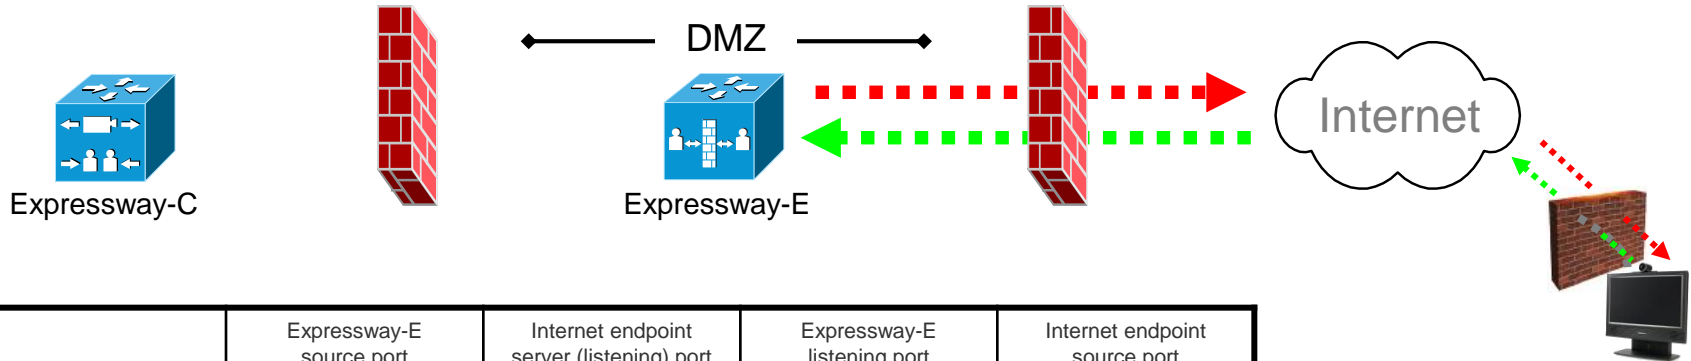 DMZ
Internet
Expressway-C
Expressway-E
Expressway-E
source port
Internet endpoint
server (listening) port
Expressway-E
listening port
Internet endpoint
source port